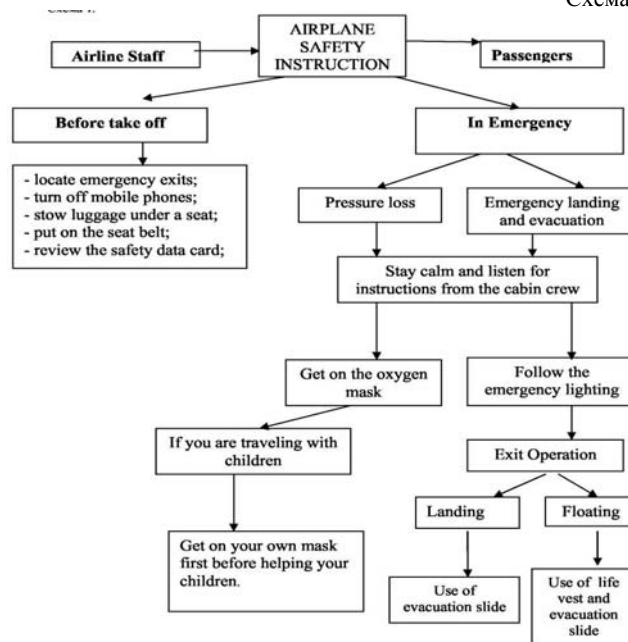 Схема
Схема 1.
AIRPLANE
SAFETY
INSTRUCTION
Airline Staff
Passengers
Before take off
In Emergency
- locate emergency exits;
- turn off mobile phones;
- stow luggage under a seat;
- put on the seat belt;
- review the safety data card;
Pressure loss
Emergency landing
and evacuation
Stay calm and listen for
instructions from the cabin crew
Get on the oxygen
mask
Follow the
emergency lighting
If you are traveling with
children
Exit Operation
Landing
Floating
Get on your own mask
first before helping your
children.
Use of
evacuation slide
Use of life
vest and
evacuation
slide